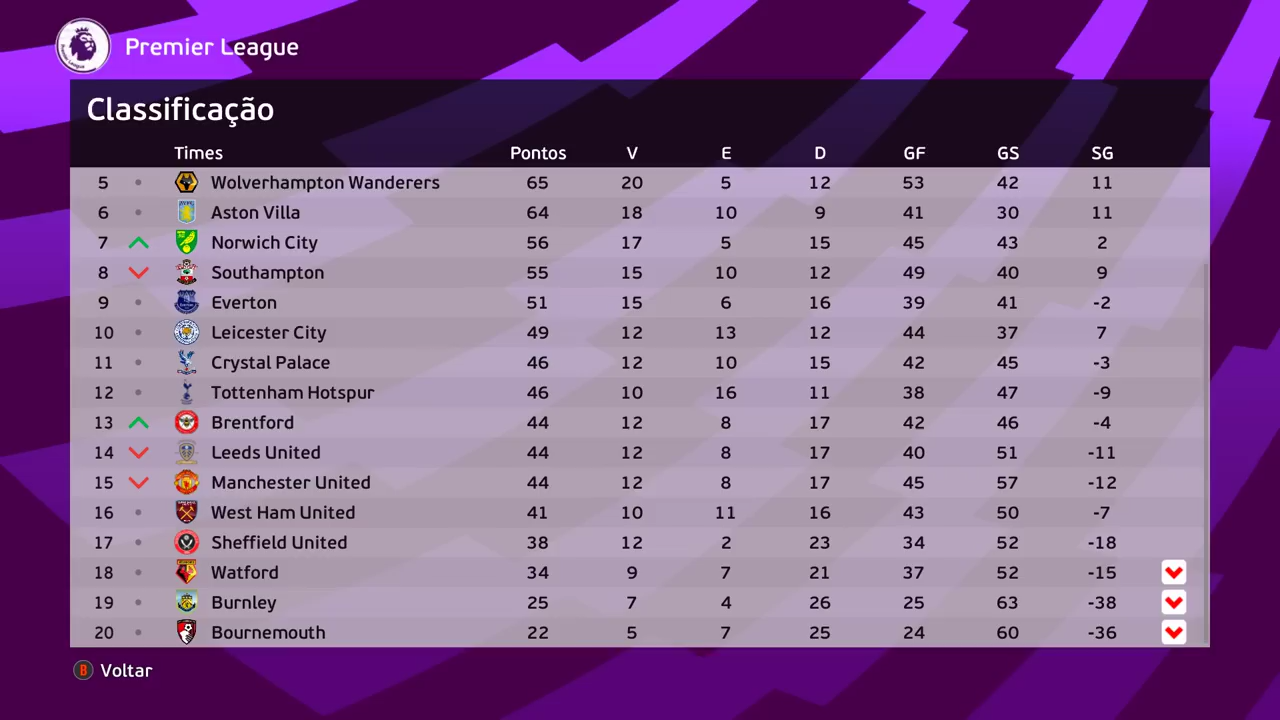 Premier League
Classificação
Times Pontos V E D GF GS SG
5 Wolverhampton Wanderers 65 20 5 12 53 42 11
6 Aston Villa 64 18 10 9 41 30 11
7 Norwich City 56 17 5 15 45 43 2
8 Southampton 55 15 10 12 49 40 9
9 Everton 51 15 6 16 39 41 -2
10 Leicester City 49 12 13 12 44 37 7
11 Crystal Palace 46 12 10 15 42 45 -3
12 Tottenham Hotspur 46 10 16 11 38 47 -9
13 Brentford 44 12 8 17 42 46 -4
14 Leeds United 44 12 8 17 40 51 -11
15 Manchester United 44 12 8 17 45 57 -12
16 West Ham United 41 10 11 16 43 50 -7
17 Sheffield United 38 12 2 23 34 52 -18
18 Watford 34 9 7 21 37 52 -15
19 Burnley 25 7 4 26 25 63 -38
20 Bournemouth 22 5 7 25 24 60 -36
B Voltar